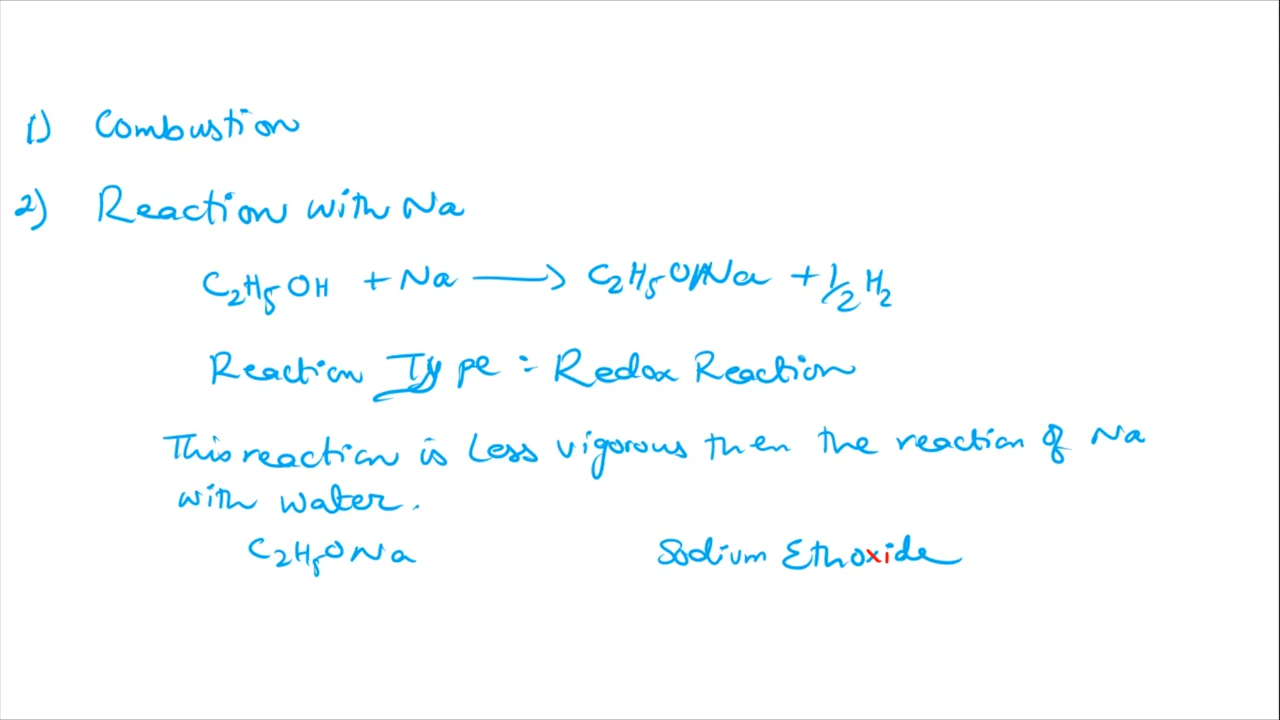 1) Combustion
2) Reaction with Na
C₂H₅OH + Na ⟶ C₂H₅ONa + 1/2 H₂
Reaction Type : Redox Reaction
This reaction is Less vigorous then the reaction of Na
with water.
C₂H₅ONa Sodium Ethoxide